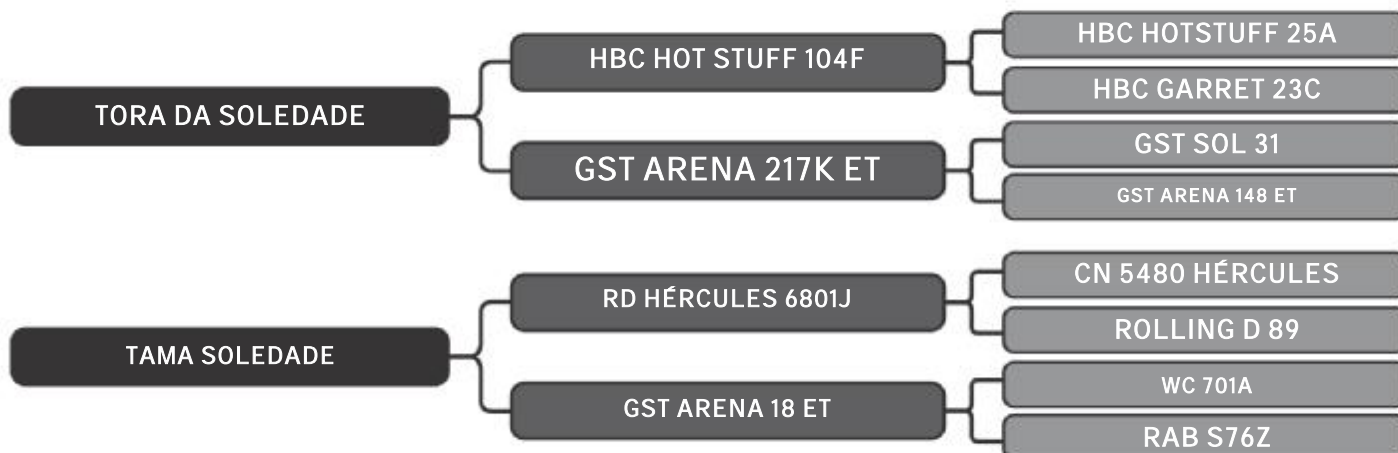 TORA DA SOLEDADE
HBC HOT STUFF 104F
GST ARENA 217K ET
HBC HOTSTUFF 25A
HBC GARRET 23C
GST SOL 31
GST ARENA 148 ET
TAMA SOLEDADE
RD HÉRCULES 6801J
GST ARENA 18 ET
CN 5480 HÉRCULES
ROLLING D 89
WC 701A
RAB S76Z